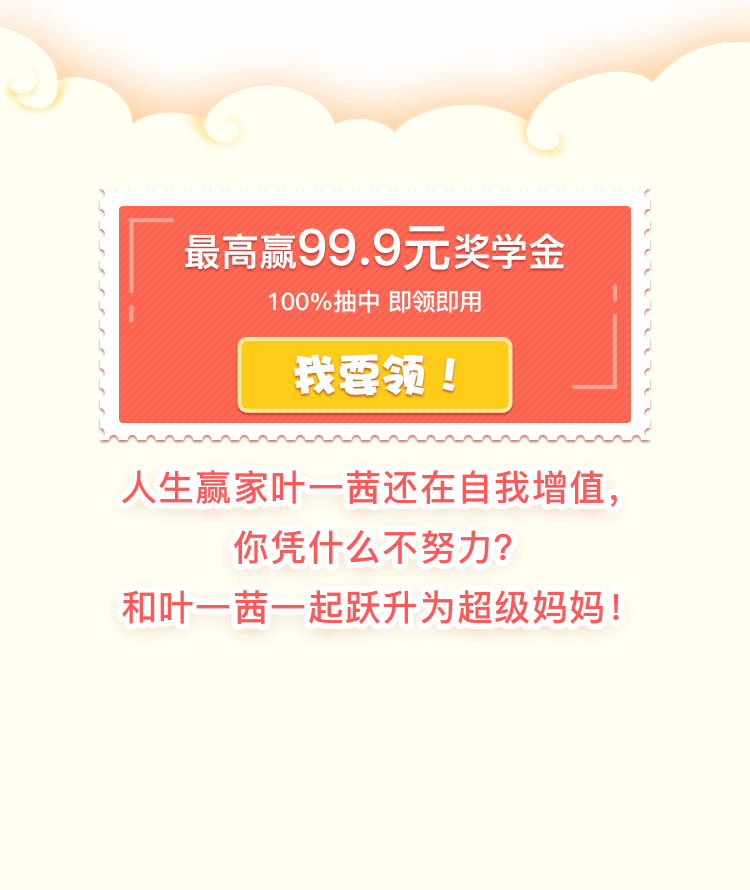 最高赢99.9元奖学金
100%抽中 即领即用
我要领！
人生赢家叶一茜还在自我增值，
你凭什么不努力？
和叶一茜一起跃升为超级妈妈！